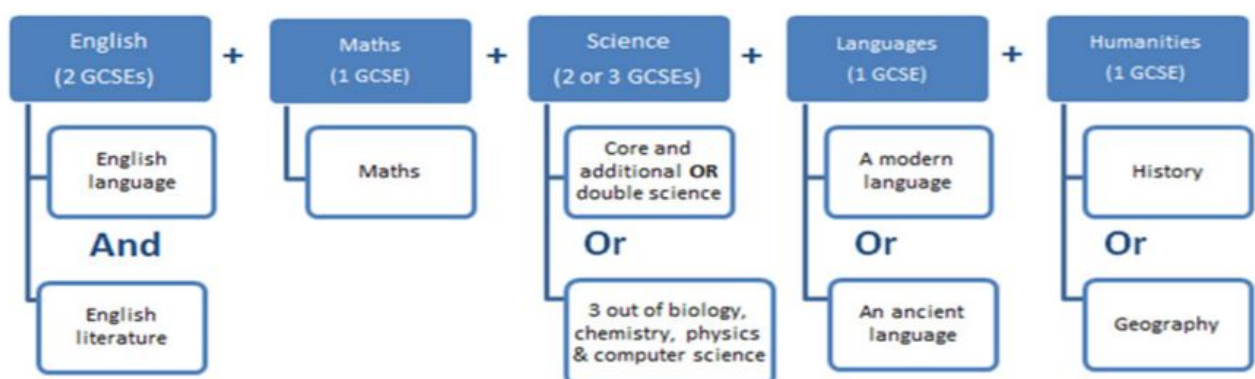 English
(2 GCSEs)
+
Maths
(1 GCSE)
+
Science
(2 or 3 GCSEs)
+
Languages
(1 GCSE)
+
Humanities
(1 GCSE)
English
language
And
English
literature
Maths
Core and
additional OR
double science
Or
3 out of biology,
chemistry, physics
& computer science
A modern
language
Or
An ancient
language
History
Or
Geography